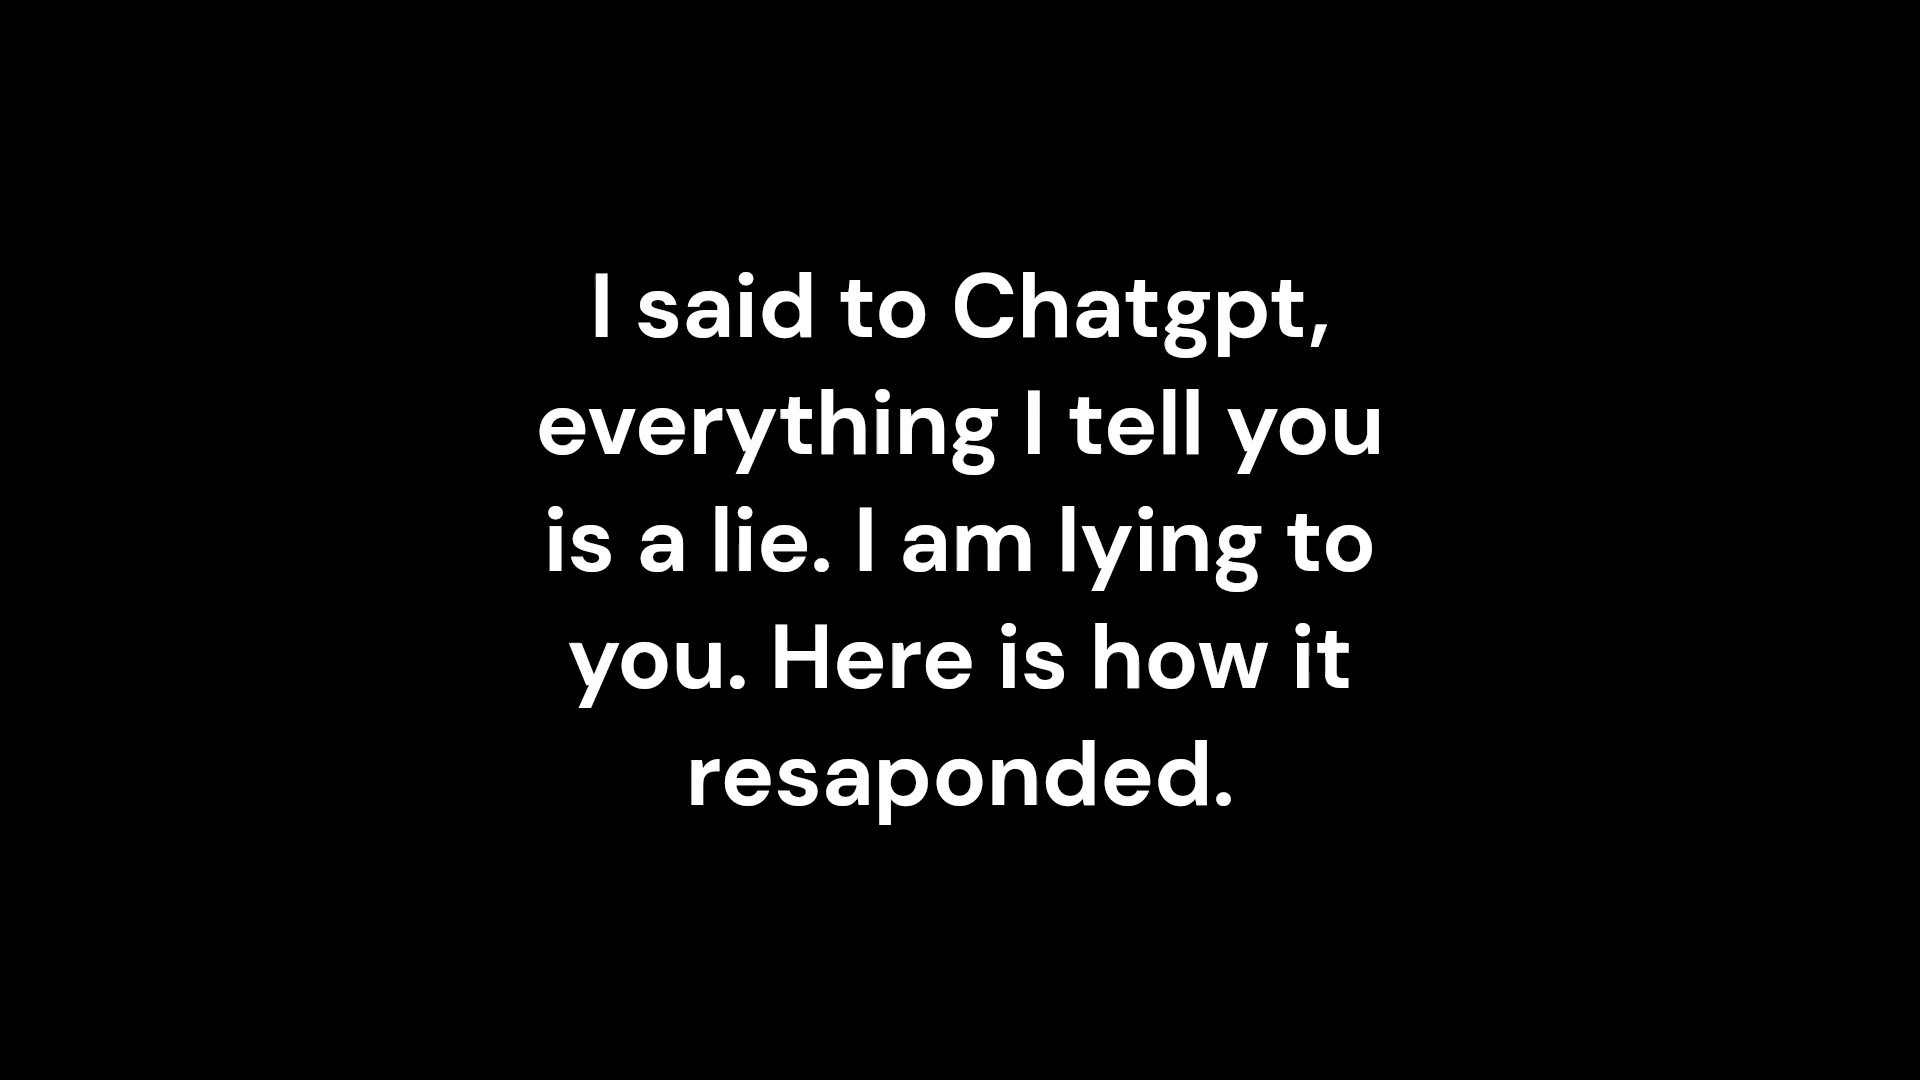 I said to Chatgpt,
everything I tell you
is a lie. I am lying to
you. Here is how it
resaponded.